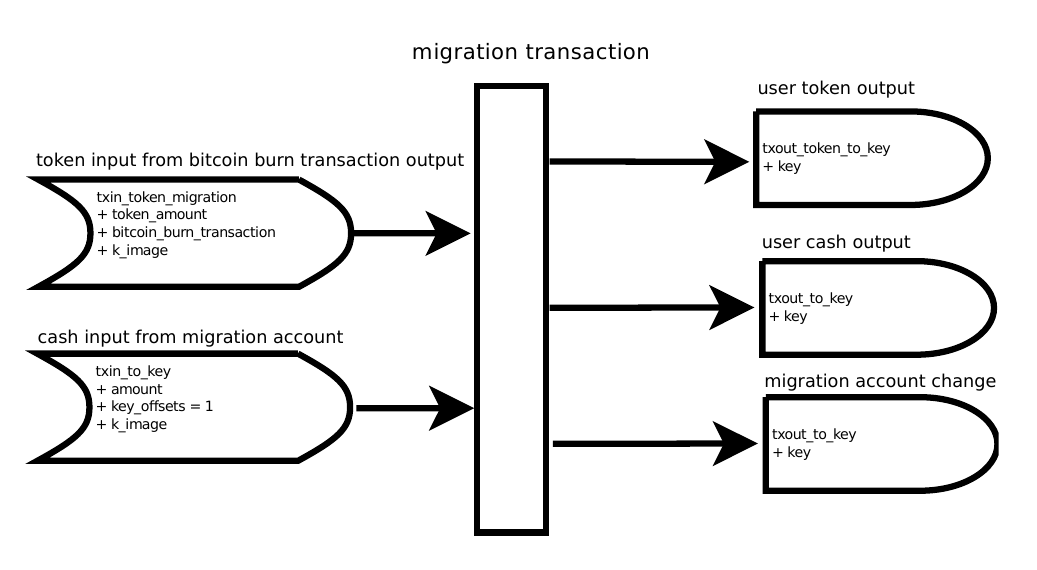 migration transaction
token input from bitcoin burn transaction output
txin_token_migration
+ token_amount
+ bitcoin_burn_transaction
+ k_image
cash input from migration account
txin_to_key
+ amount
+ key_offsets = 1
+ k_image
user token output
txout_token_to_key
+ key
user cash output
txout_to_key
+ key
migration account change
txout_to_key
+ key